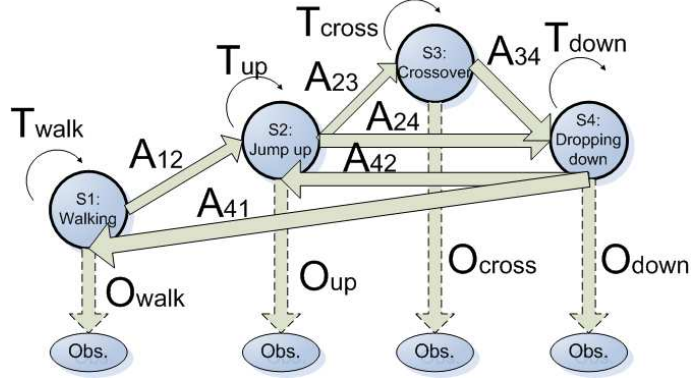 Tcross
S3:
Crossover
A34
Tdown
Tup
A23
S2:
Jump up
A24
S4:
Dropping
down
Twalk
A12
A42
S1:
Walking
A41
Owalk
Oup
Ocross
Odown
Obs.
Obs.
Obs.
Obs.